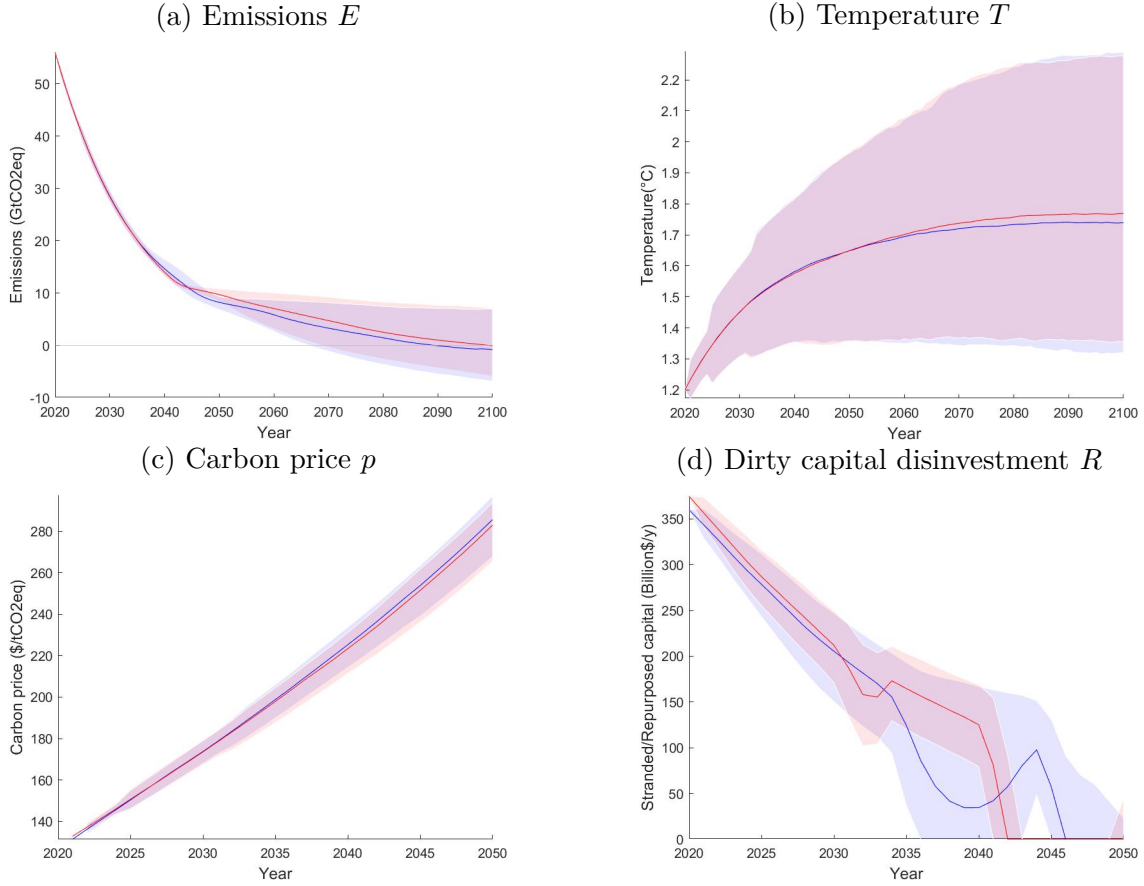 (a) Emissions E
(b) Temperature T
Emissions (GtCO2eq)
50
40
30
20
10
0
-10
2020 2030 2040 2050 2060 2070 2080 2090 2100
Year
Temperature(°C)
2.2
2.1
2
1.9
1.8
1.7
1.6
1.5
1.4
1.3
1.2
2020 2030 2040 2050 2060 2070 2080 2090 2100
Year
(c) Carbon price p
(d) Dirty capital disinvestment R
Carbon price ($/tCO2eq)
280
260
240
220
200
180
160
140
2020 2025 2030 2035 2040 2045 2050
Year
Stranded/Repurposed capital (Billion$/y)
350
300
250
200
150
100
50
0
2020 2025 2030 2035 2040 2045 2050
Year